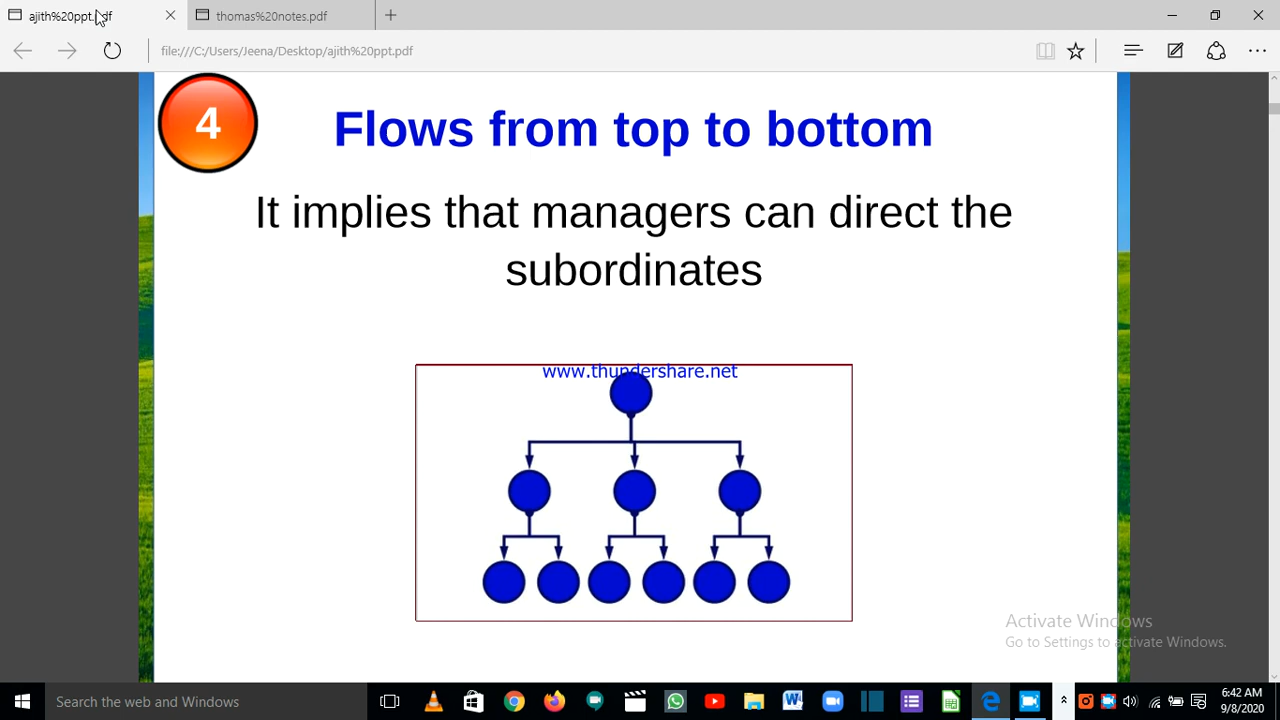 ajith%20ppt.pdf
thomas%20notes.pdf
file:///C:/Users/Jeena/Desktop/ajith%20ppt.pdf
4
Flows from top to bottom
It implies that managers can direct the
subordinates
www.thundershare.net
Activate Windows
Go to Settings to activate Windows.
Search the web and Windows
6:42 AM
9/8/2020